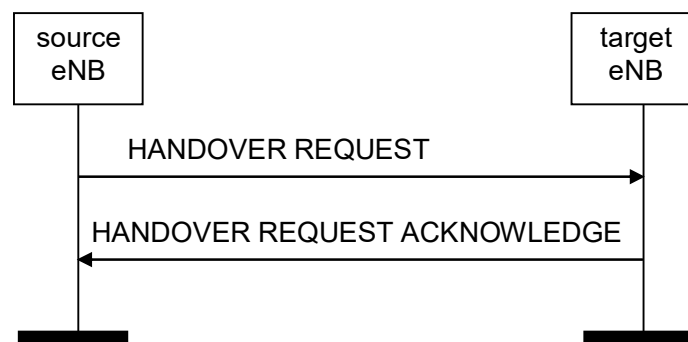 source
eNB
target
eNB
HANDOVER REQUEST
HANDOVER REQUEST ACKNOWLEDGE